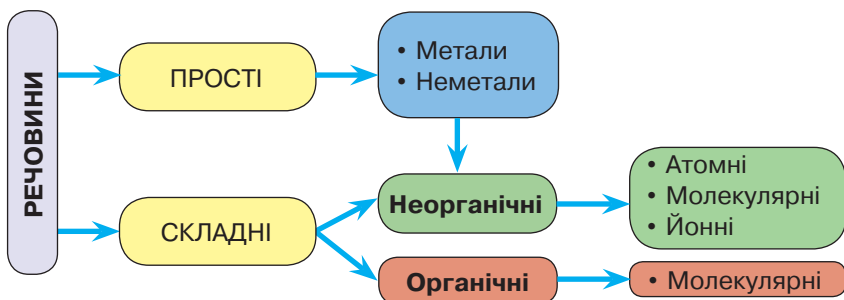 РЕЧОВИНИ
ПРОСТІ
• Метали
• Неметали
СКЛАДНІ
Неорганічні
• Атомні
• Молекулярні
• Йонні
Органічні
• Молекулярні